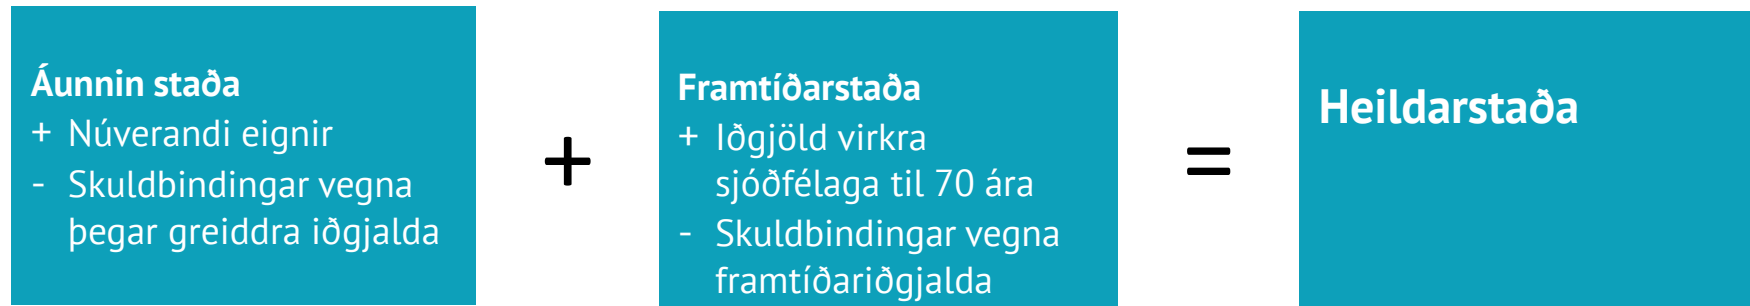 Áunnin staða
+ Núverandi eignir
- Skuldbindingar vegna
þegar greiddra iðgjalda
+
Framtíðarstaða
+ Iðgjöld virkra
sjóðfélaga til 70 ára
- Skuldbindingar vegna
framtíðariðgjalda
=
Heildarstaða